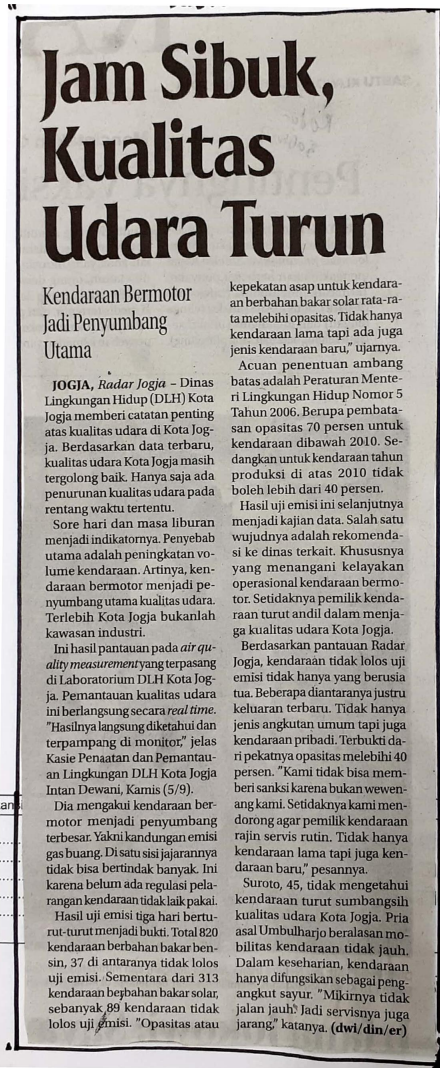 Jam Sibuk,
Kualitas
Udara Turun
Kendaraan Bermotor
Jadi Penyumbang
Utama
JOGJA, Radar Jogja – Dinas
Lingkungan Hidup (DLH) Kota
Jogja memberi catatan penting
atas kualitas udara di Kota Jog-
ja. Berdasarkan data terbaru,
kualitas udara Kota Jogja masih
tergolong baik. Hanya saja ada
penurunan kualitas udara pada
rentang waktu tertentu.
Sore hari dan masa liburan
menjadi indikatornya. Penyebab
utama adalah peningkatan vo-
lume kendaraan. Artinya, ken-
daraan bermotor menjadi pe-
nyumbang utama kualitas udara.
Terlebih Kota Jogja bukanlah
kawasan industri.
Ini hasil pantauan pada air qu-
ality measurement yang terpasang
di Laboratorium DLH Kota Jog-
ja. Pemantauan kualitas udara
ini berlangsung secara real time.
"Hasilnya langsung diketahui dan
terpampang di monitor," jelas
Kasie Penaatan dan Pemantau-
an Lingkungan DLH Kota Jogja
Intan Dewani, Kamis (5/9).
Dia mengakui kendaraan ber-
motor menjadi penyumbang
terbesar. Yakni kandungan emisi
gas buang. Di satu sisi jajarannya
tidak bisa bertindak banyak. Ini
karena belum ada regulasi pela-
rangan kendaraan tidak laik pakai.
Hasil uji emisi tiga hari bertu-
rut-turut menjadi bukti. Total 820
kendaraan berbahan bakar ben-
sin, 37 di antaranya tidak lolos
uji emisi. Sementara dari 313
kendaraan berbahan bakar solar,
sebanyak 89 kendaraan tidak
lolos uji emisi. "Opasitas atau
kepekatan asap untuk kendara-
an berbahan bakar solar rata-ra-
ta melebihi opasitas. Tidak hanya
kendaraan lama tapi ada juga
jenis kendaraan baru," ujarnya.
Acuan penentuan ambang
batas adalah Peraturan Mente-
ri Lingkungan Hidup Nomor 5
Tahun 2006. Berupa pembata-
san opasitas 70 persen untuk
kendaraan dibawah 2010. Se-
dangkan untuk kendaraan tahun
produksi di atas 2010 tidak
boleh lebih dari 40 persen.
Hasil uji emisi ini selanjutnya
menjadi kajian data. Salah satu
wujudnya adalah rekomenda-
si ke dinas terkait. Khususnya
yang menangani kelayakan
operasional kendaraan bermo-
tor. Setidaknya pemilik kenda-
raan turut andil dalam menja-
ga kualitas udara Kota Jogja.
Berdasarkan pantauan Radar
Jogja, kendaraan tidak lolos uji
emisi tidak hanya yang berusia
tua. Beberapa diantaranya justru
keluaran terbaru. Tidak hanya
jenis angkutan umum tapi juga
kendaraan pribadi. Terbukti da-
ri pekatnya opasitas melebihi 40
persen. "Kami tidak bisa mem-
beri sanksi karena bukan wewen-
ang kami. Setidaknya kami men-
dorong agar pemilik kendaraan
rajin servis rutin. Tidak hanya
kendaraan lama tapi juga ken-
daraan baru," pesannya.
Suroto, 45, tidak mengetahui
kendaraan turut sumbangsih
kualitas udara Kota Jogja. Pria
asal Umbulharjo beralasan mo-
bilitas kendaraan tidak jauh.
Dalam keseharian, kendaraan
hanya difungsikan sebagai peng-
angkut sayur. "Mikirnya tidak
jalan jauh. Jadi servisnya juga
jarang," katanya. (dwi/din/er)